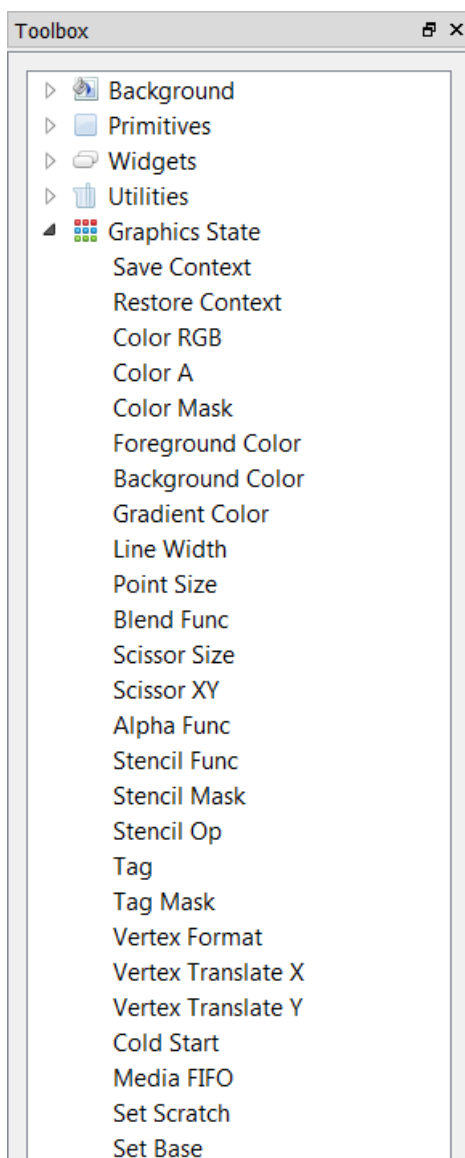 Toolbox
Background
Primitives
Widgets
Utilities
Graphics State
Save Context
Restore Context
Color RGB
Color A
Color Mask
Foreground Color
Background Color
Gradient Color
Line Width
Point Size
Blend Func
Scissor Size
Scissor XY
Alpha Func
Stencil Func
Stencil Mask
Stencil Op
Tag
Tag Mask
Vertex Format
Vertex Translate X
Vertex Translate Y
Cold Start
Media FIFO
Set Scratch
Set Base